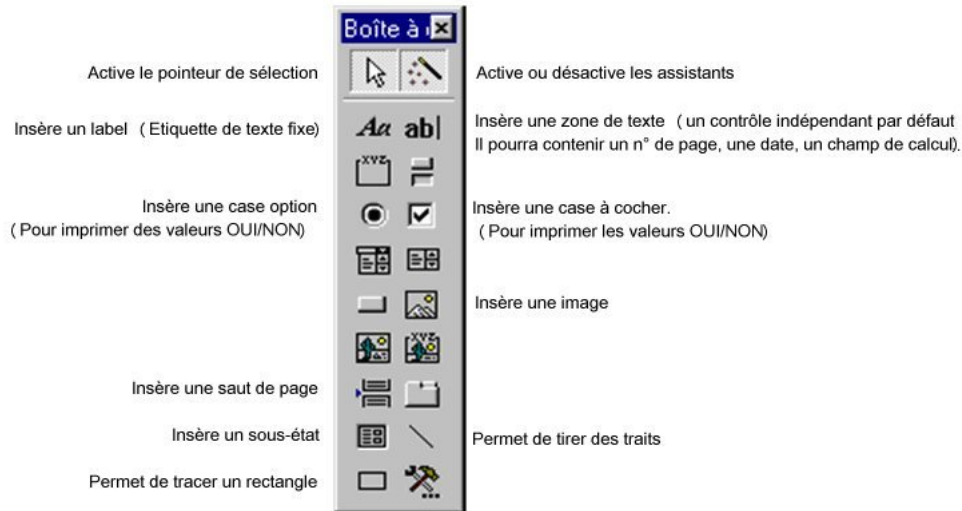 Boîte à
Active le pointeur de sélection
Active ou désactive les assistants
Insère un label ( Etiquette de texte fixe)
Aa ab|
Insère une zone de texte ( un contrôle indépendant par défaut
Il pourra contenir un n° de page, une date, un champ de calcul).
XYZ
Insère une case option
( Pour imprimer des valeurs OUI/NON)
Insère une case à cocher.
( Pour imprimer les valeurs OUI/NON)
Insère une image
XYZ
Insère une saut de page
Insère un sous-état
Permet de tirer des traits
Permet de tracer un rectangle